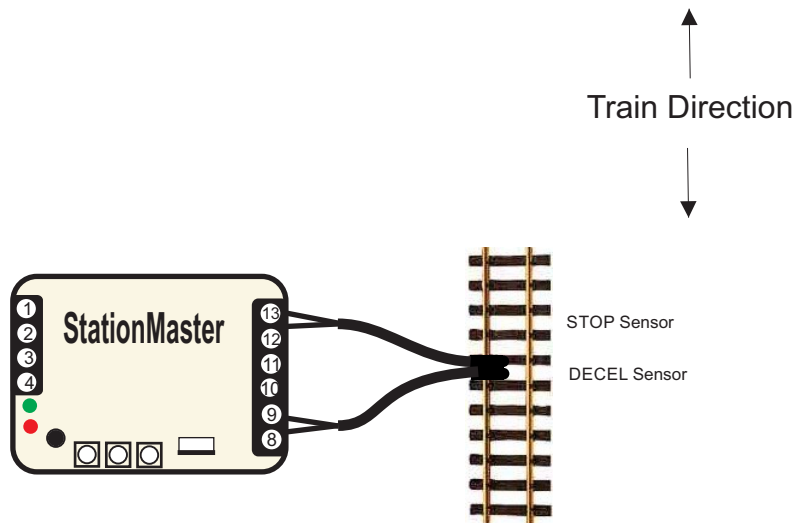 Train Direction
StationMaster
1
2
3
4
13
12
11
10
9
8
STOP Sensor
DECEL Sensor